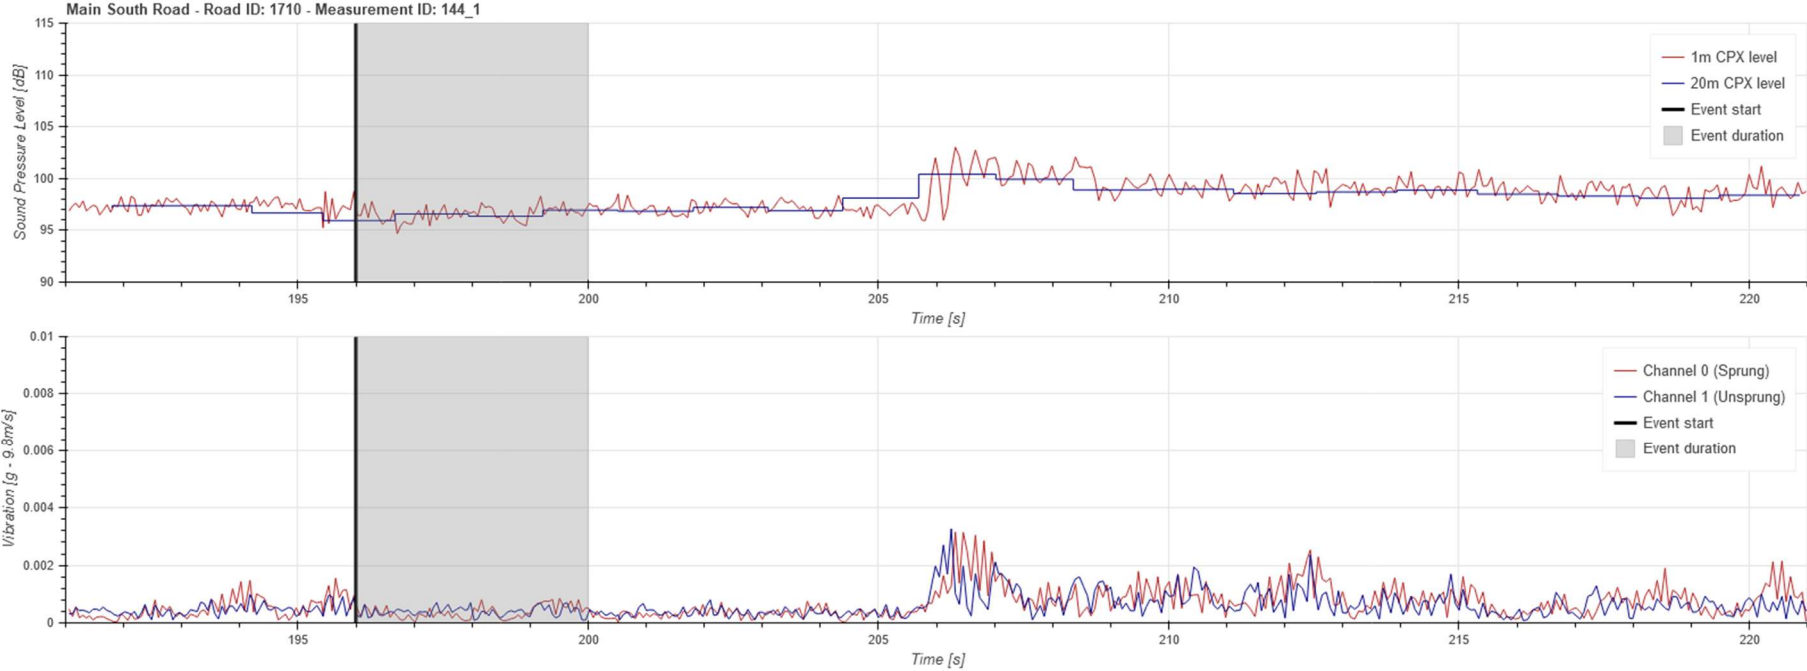 Main South Road - Road ID: 1710 - Measurement ID: 144_1
Sound Pressure Level [dB]
115
110
105
100
95
90
1m CPX level
20m CPX level
Event start
Event duration
195
200
205
210
215
220
Time [s]
Vibration [g - 9.8m/s]
0.01
0.008
0.006
0.004
0.002
0
Channel 0 (Sprung)
Channel 1 (Unsprung)
Event start
Event duration
195
200
205
210
215
220
Time [s]